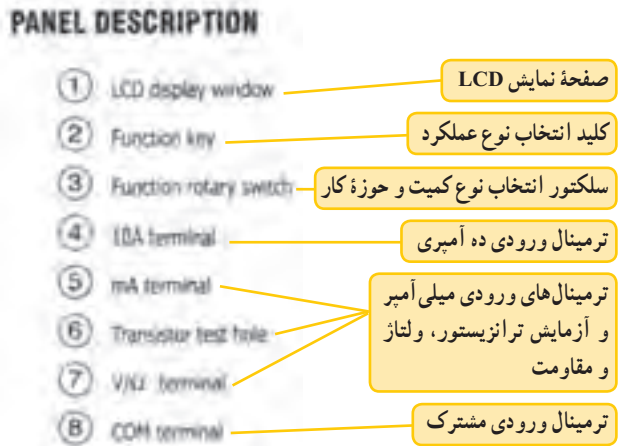 PANEL DESCRIPTION
1 LCD display window
صفحهٔ نمایش LCD
2 Function key
کلید انتخاب نوع عملکرد
3 Function rotary switch
سلکتور انتخاب نوع کمیت و حوزهٔ کار
4 10A terminal
ترمینال ورودی ده آمپری
5 mA terminal
6 Transistor test hole
7 V/Ω terminal
ترمینال‌های ورودی میلی‌آمپر
و آزمایش ترانزیستور، ولتاژ
و مقاومت
8 COM terminal
ترمینال ورودی مشترک